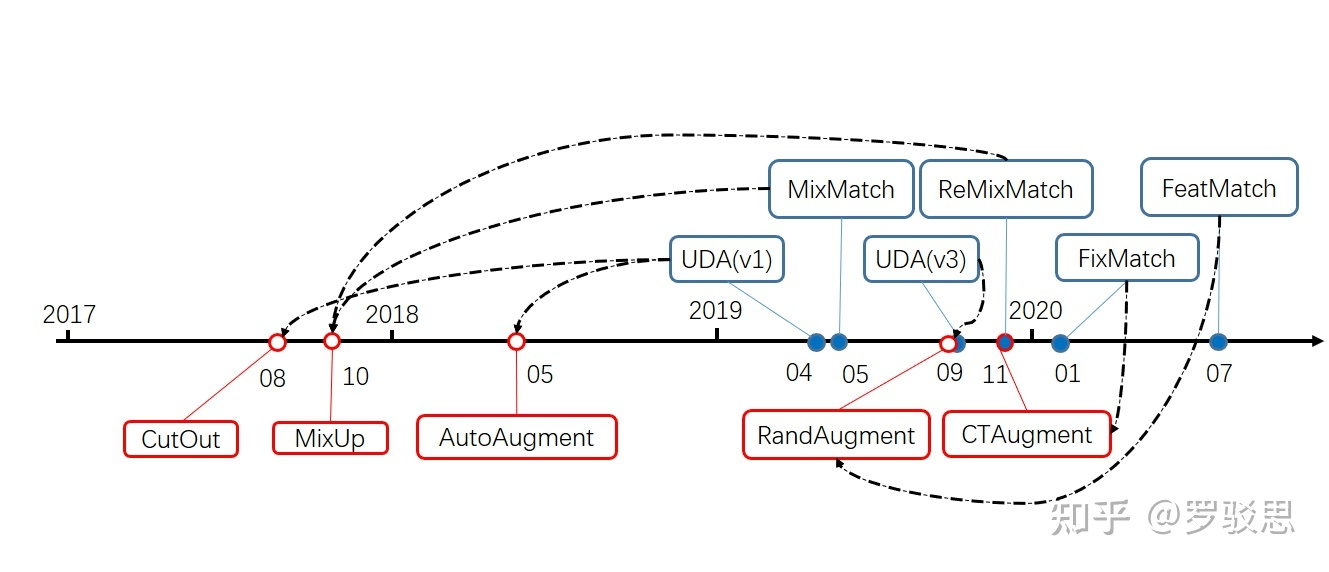 MixMatch
ReMixMatch
FeatMatch
UDA(v1)
UDA(v3)
FixMatch
2017
2018
2019
2020
08
10
05
04
05
09
11
01
07
CutOut
MixUp
AutoAugment
RandAugment
CTAugment
知乎 @罗驳思